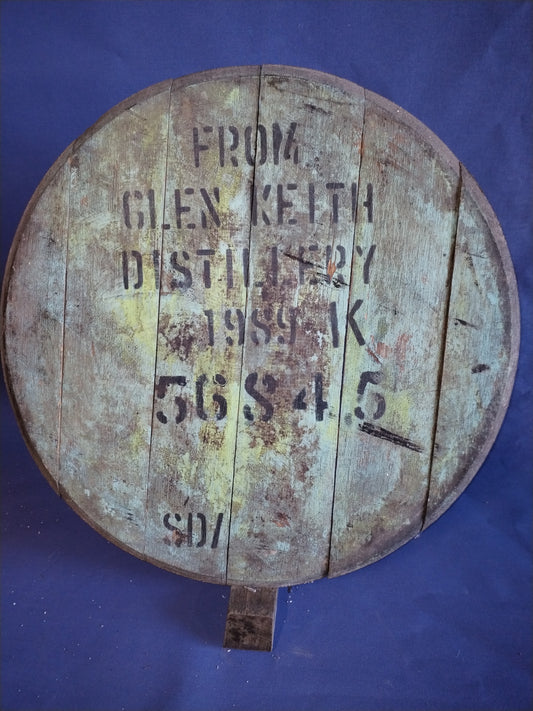 FROM
GLEN KEITH
DISTILLERY
1989 K
56845
SD/